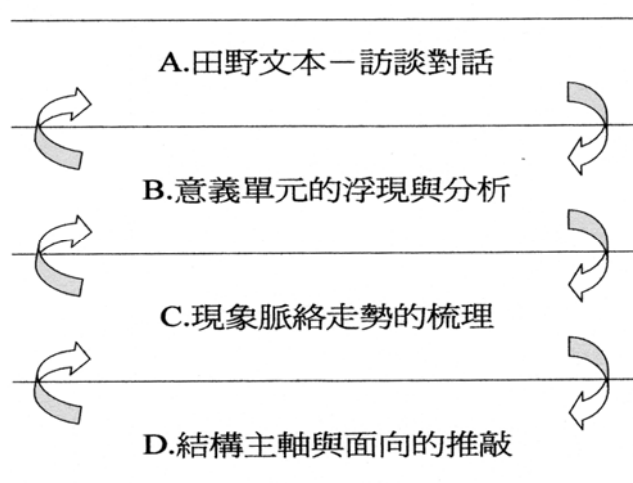 A.田野文本－訪談對話
B.意義單元的浮現與分析
C.現象脈絡走勢的梳理
D.結構主軸與面向的推敲